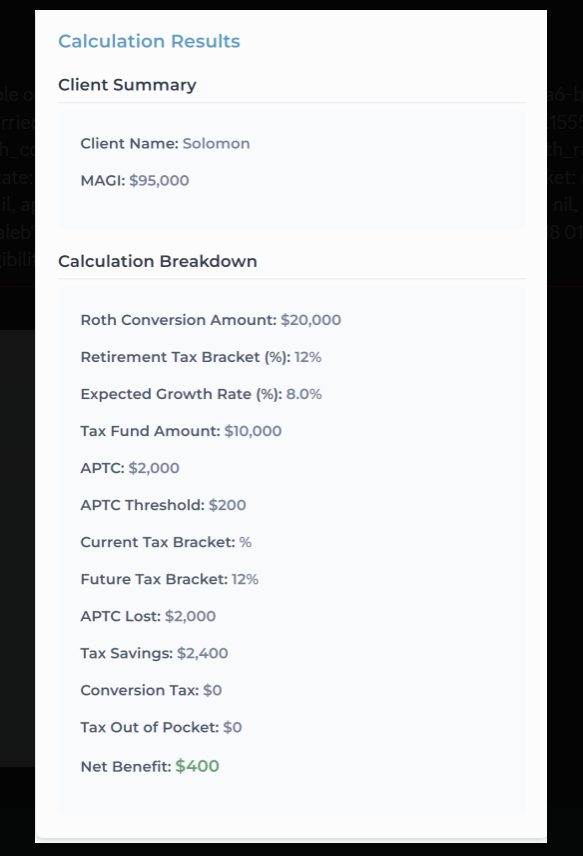 Calculation Results
Client Summary
Client Name: Solomon
MAGI: $95,000
Calculation Breakdown
Roth Conversion Amount: $20,000
Retirement Tax Bracket (%): 12%
Expected Growth Rate (%): 8.0%
Tax Fund Amount: $10,000
APTC: $2,000
APTC Threshold: $200
Current Tax Bracket: %
Future Tax Bracket: 12%
APTC Lost: $2,000
Tax Savings: $2,400
Conversion Tax: $0
Tax Out of Pocket: $0
Net Benefit: $400